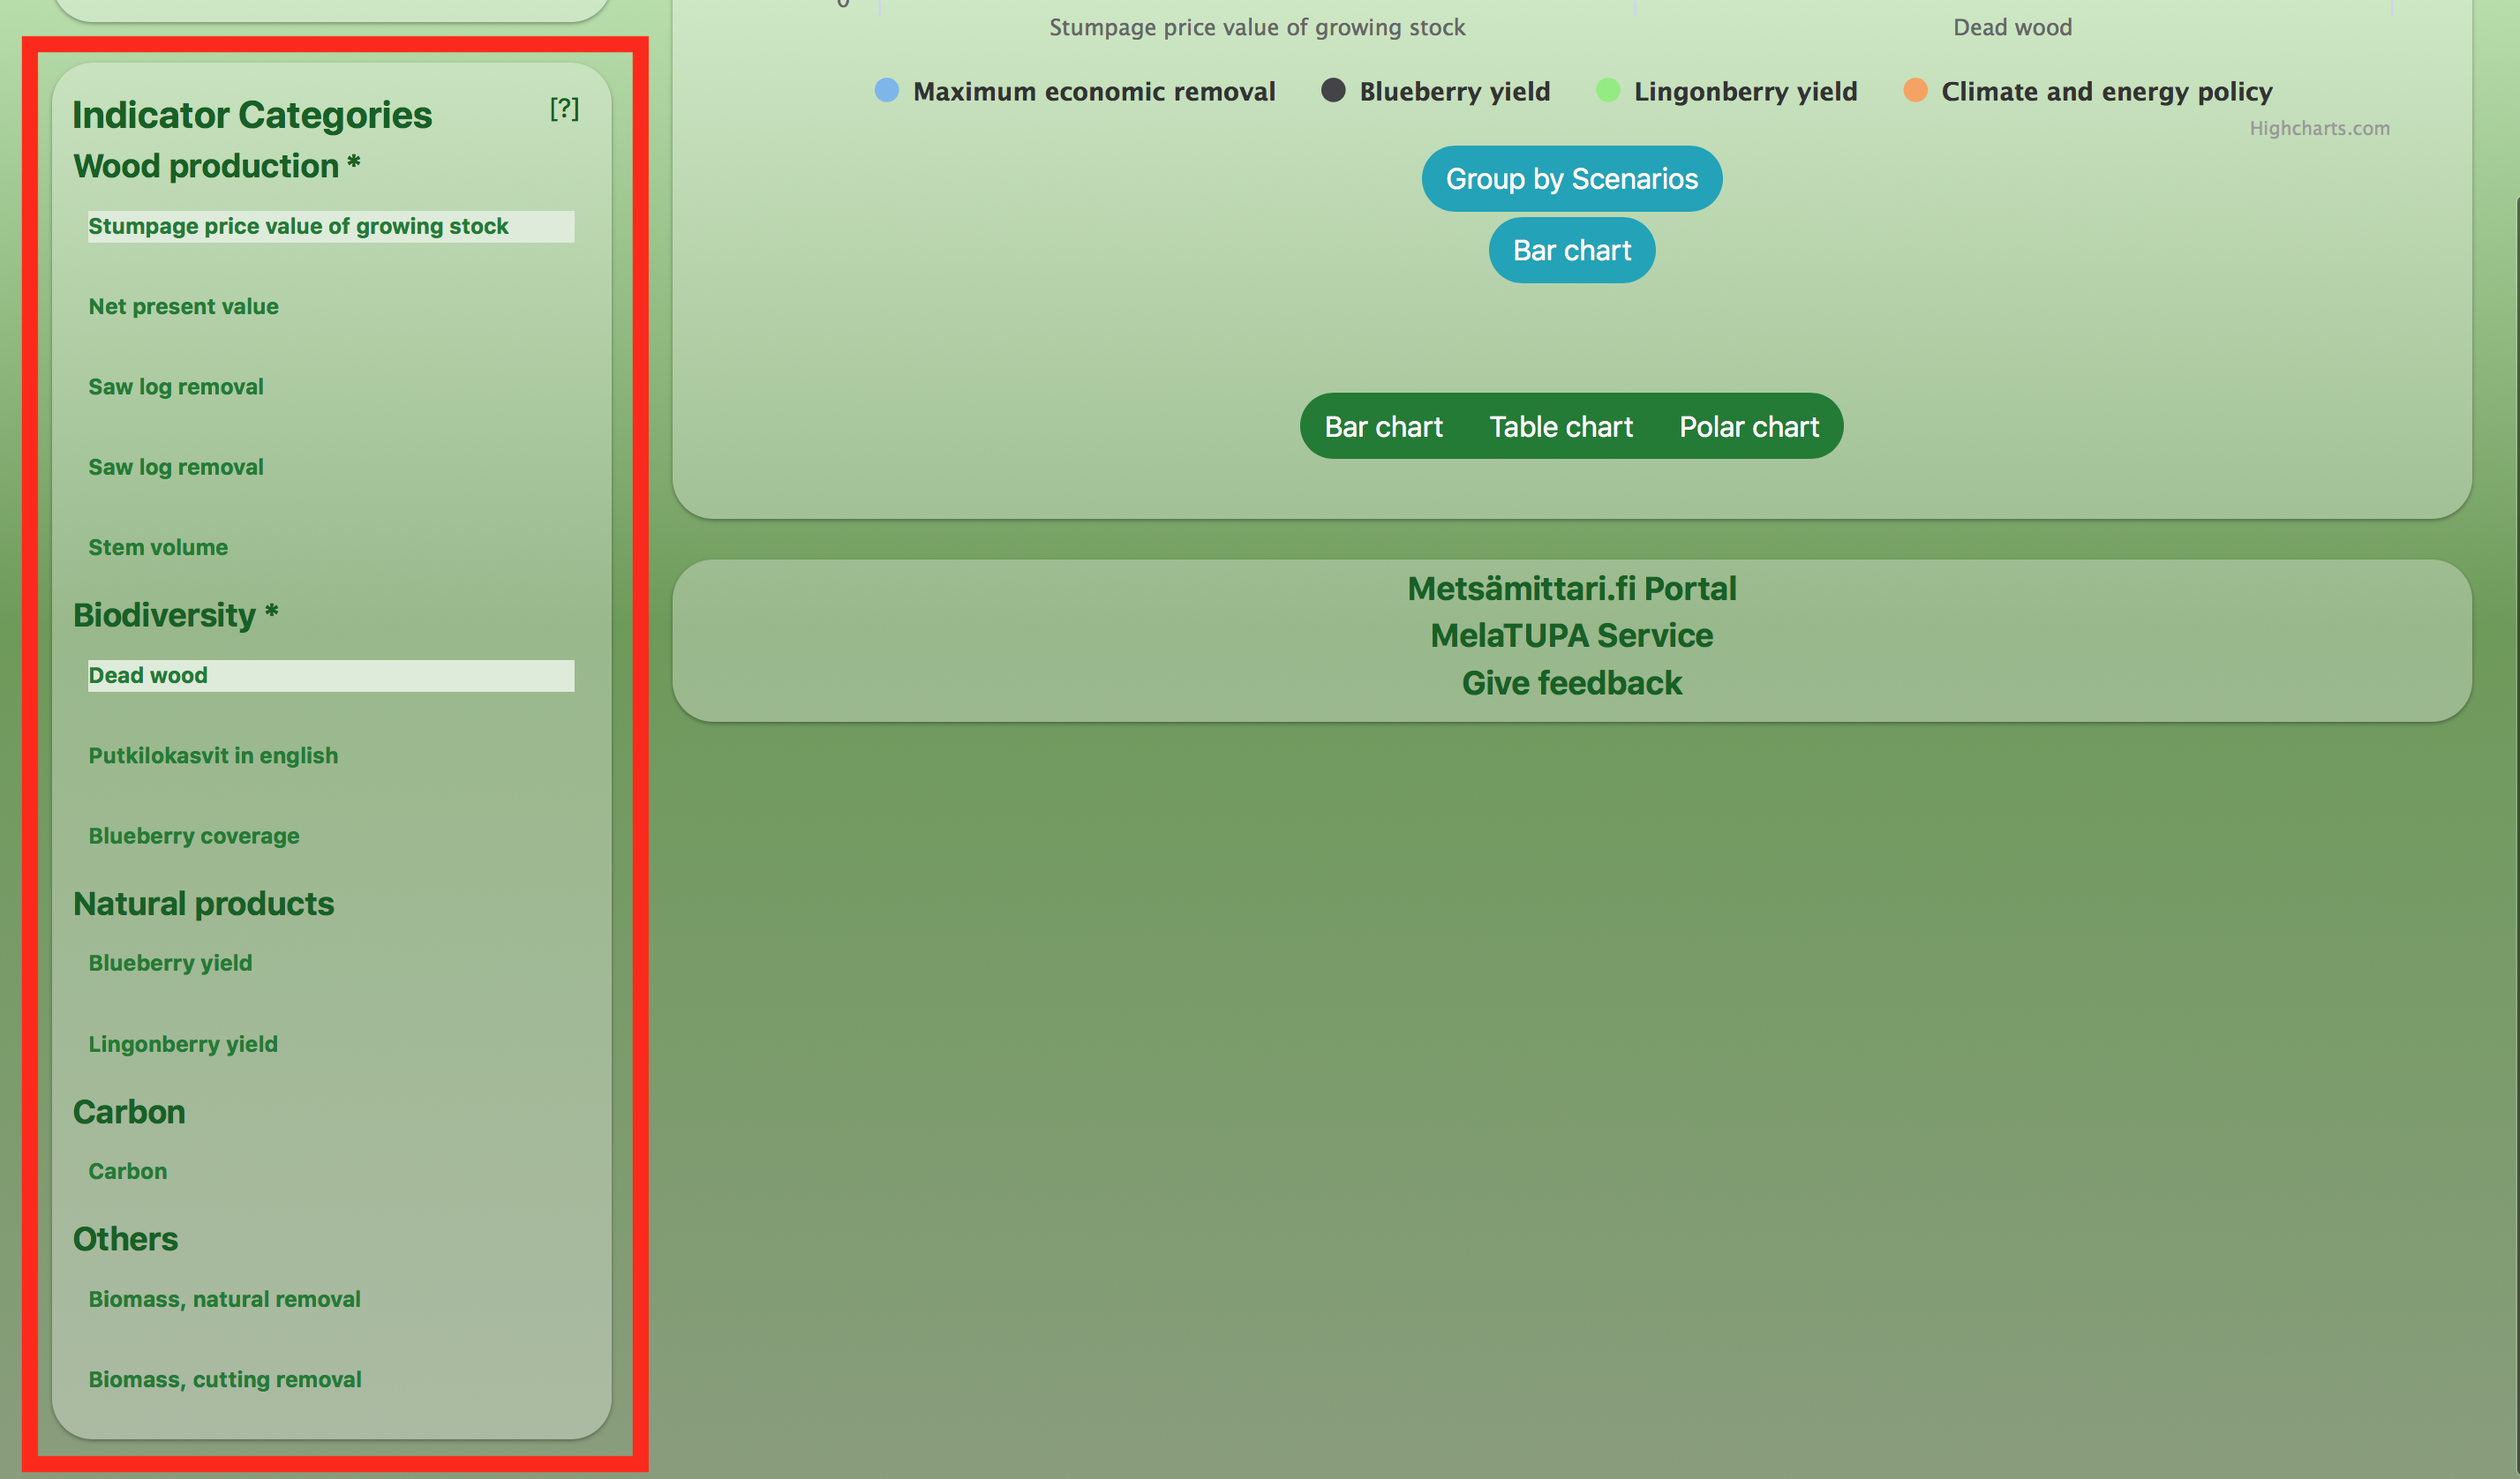 Indicator Categories [?]
Wood production *
Stumpage price value of growing stock
Net present value
Saw log removal
Saw log removal
Stem volume
Biodiversity *
Dead wood
Putkilokasvit in english
Blueberry coverage
Natural products
Blueberry yield
Lingonberry yield
Carbon
Carbon
Others
Biomass, natural removal
Biomass, cutting removal
0
Stumpage price value of growing stock Dead wood
Maximum economic removal Blueberry yield Lingonberry yield Climate and energy policy
Highcharts.com
Group by Scenarios
Bar chart
Bar chart Table chart Polar chart
Metsämittari.fi Portal
MelaTUPA Service
Give feedback